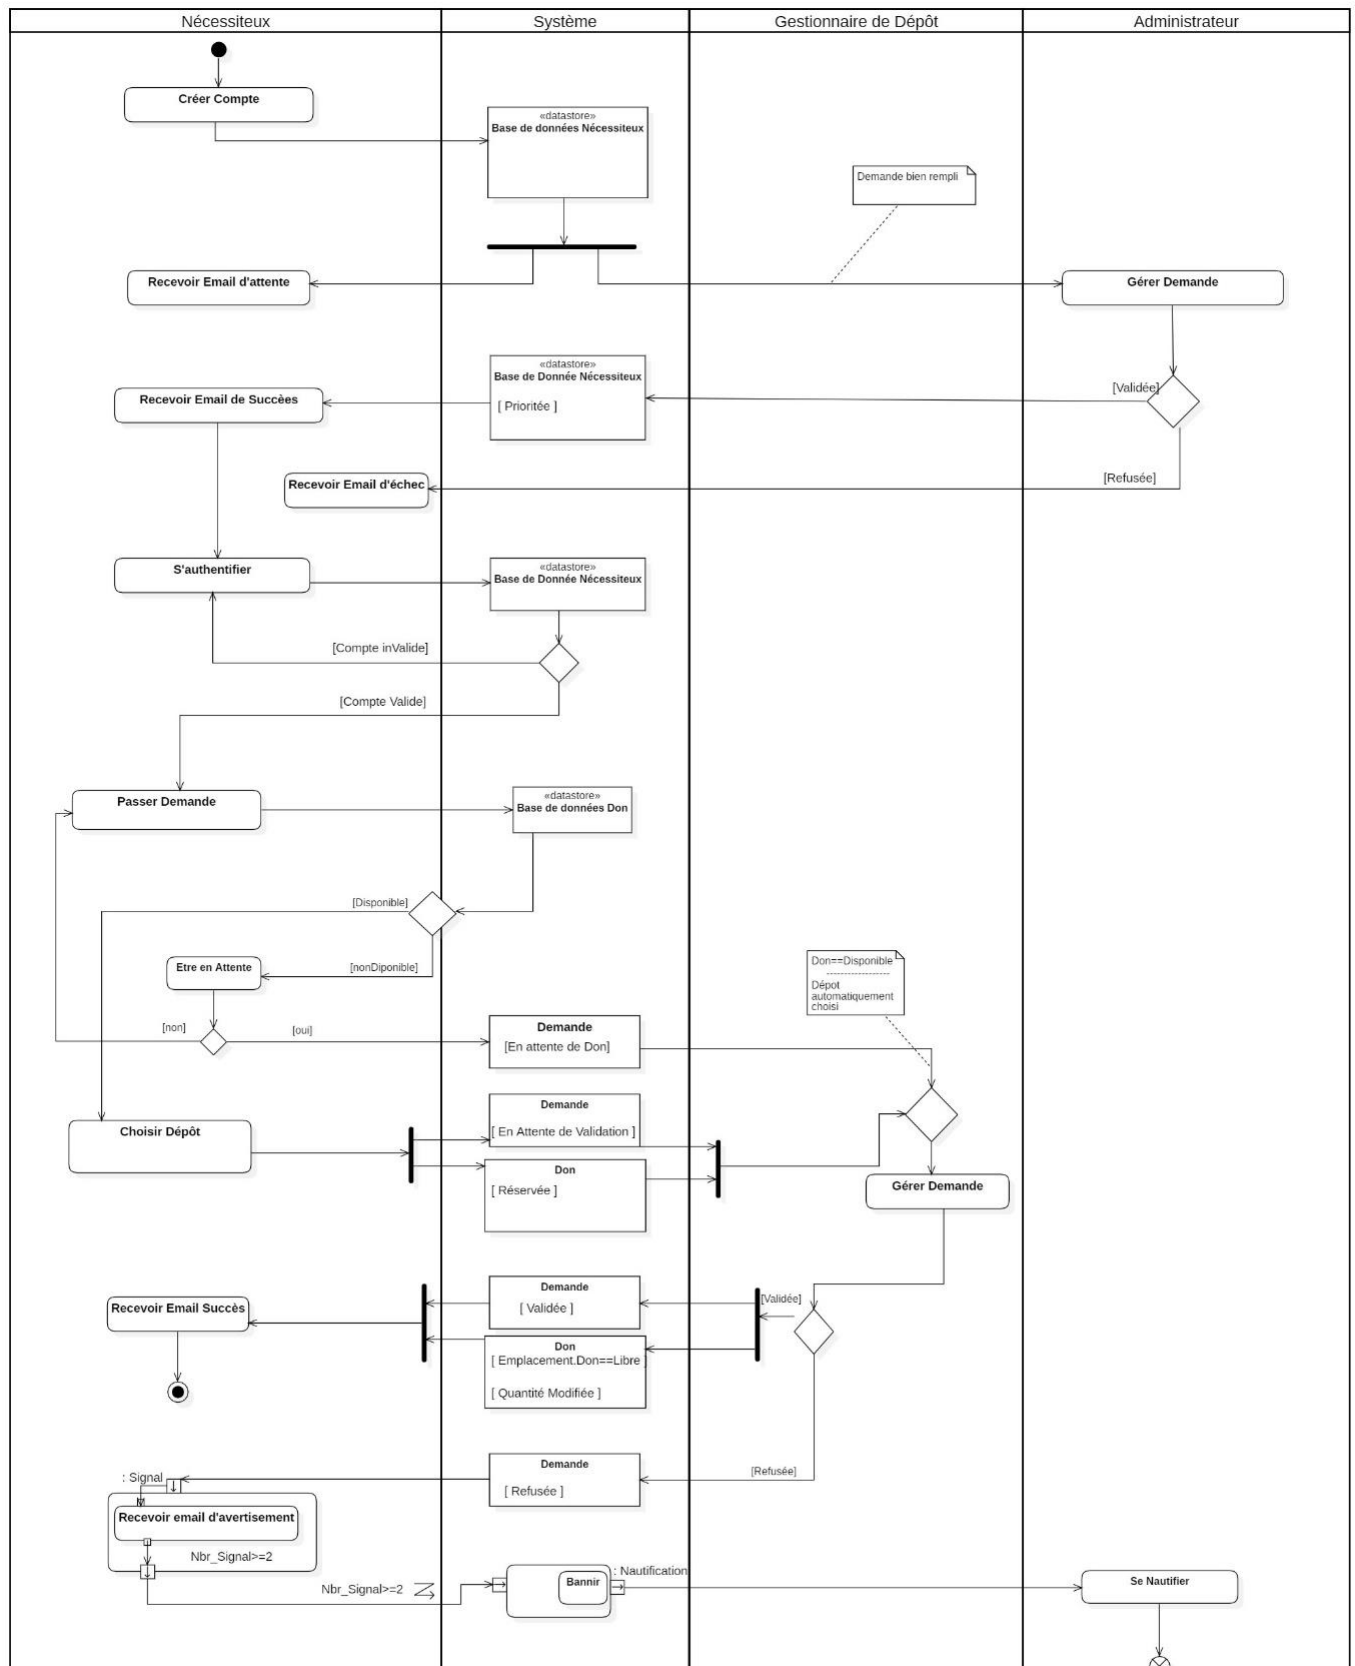 Nécessiteux
Système
Gestionnaire de Dépôt
Administrateur
Créer Compte
«datastore»
Base de données Nécessiteux
Demande bien rempli
Recevoir Email d'attente
Gérer Demande
«datastore»
Base de Donnée Nécessiteux
[ Prioritée ]
[Validée]
Recevoir Email de Succèes
Recevoir Email d'échec
[Refusée]
S'authentifier
«datastore»
Base de Donnée Nécessiteux
[Compte inValide]
[Compte Valide]
Passer Demande
«datastore»
Base de données Don
[Disponible]
[nonDiponible]
Etre en Attente
Don==Disponible
-------------------
Dépot
automatiquement
choisi
[non]
[oui]
Demande
[En attente de Don]
Choisir Dépôt
Demande
[ En Attente de Validation ]
Don
[ Réservée ]
Gérer Demande
Recevoir Email Succès
Demande
[ Validée ]
[Validée]
Don
[ Emplacement.Don==Libre ]
[ Quantité Modifiée ]
Demande
[ Refusée ]
[Refusée]
: Signal
Recevoir email d'avertisement
Nbr_Signal>=2
Nbr_Signal>=2
Bannir
: Nautification
Se Nautifier